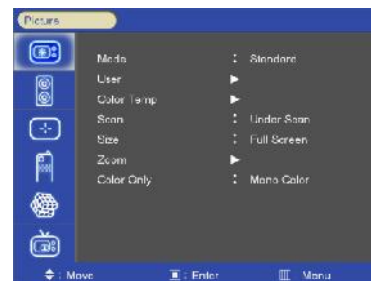 Picture
Mode : Standard
User ►
Color Temp ►
Scan : Under Scan
Size : Full Screen
Zoom ►
Color Only : Mono Color
: Move : Enter Menu